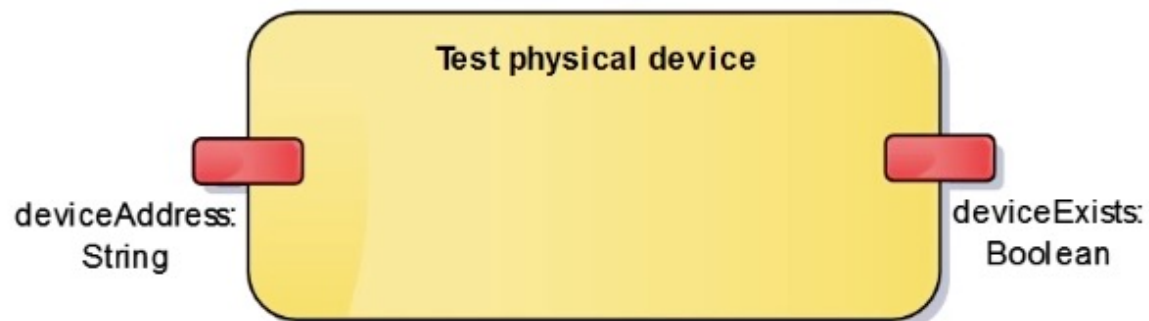 Test physical device
deviceAddress:
String
deviceExists:
Boolean